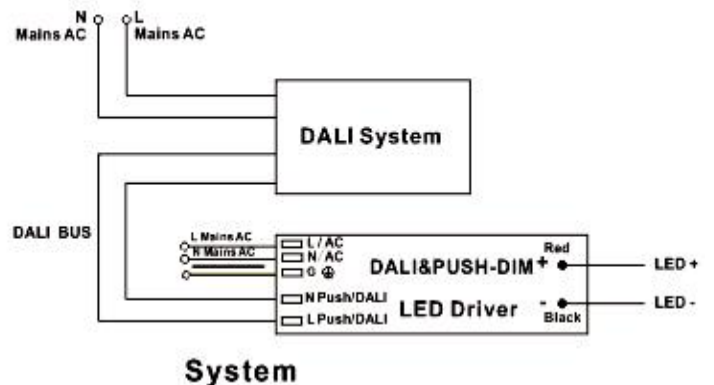 N
L
Mains AC
Mains AC
DALI System
DALI BUS
L Mains AC
N Mains AC
L / AC
N/ AC
G
N Push/DALI
L Push/DALI
DALI&PUSH-DIM
LED Driver
Red
+
-
Black
LED +
LED -
System